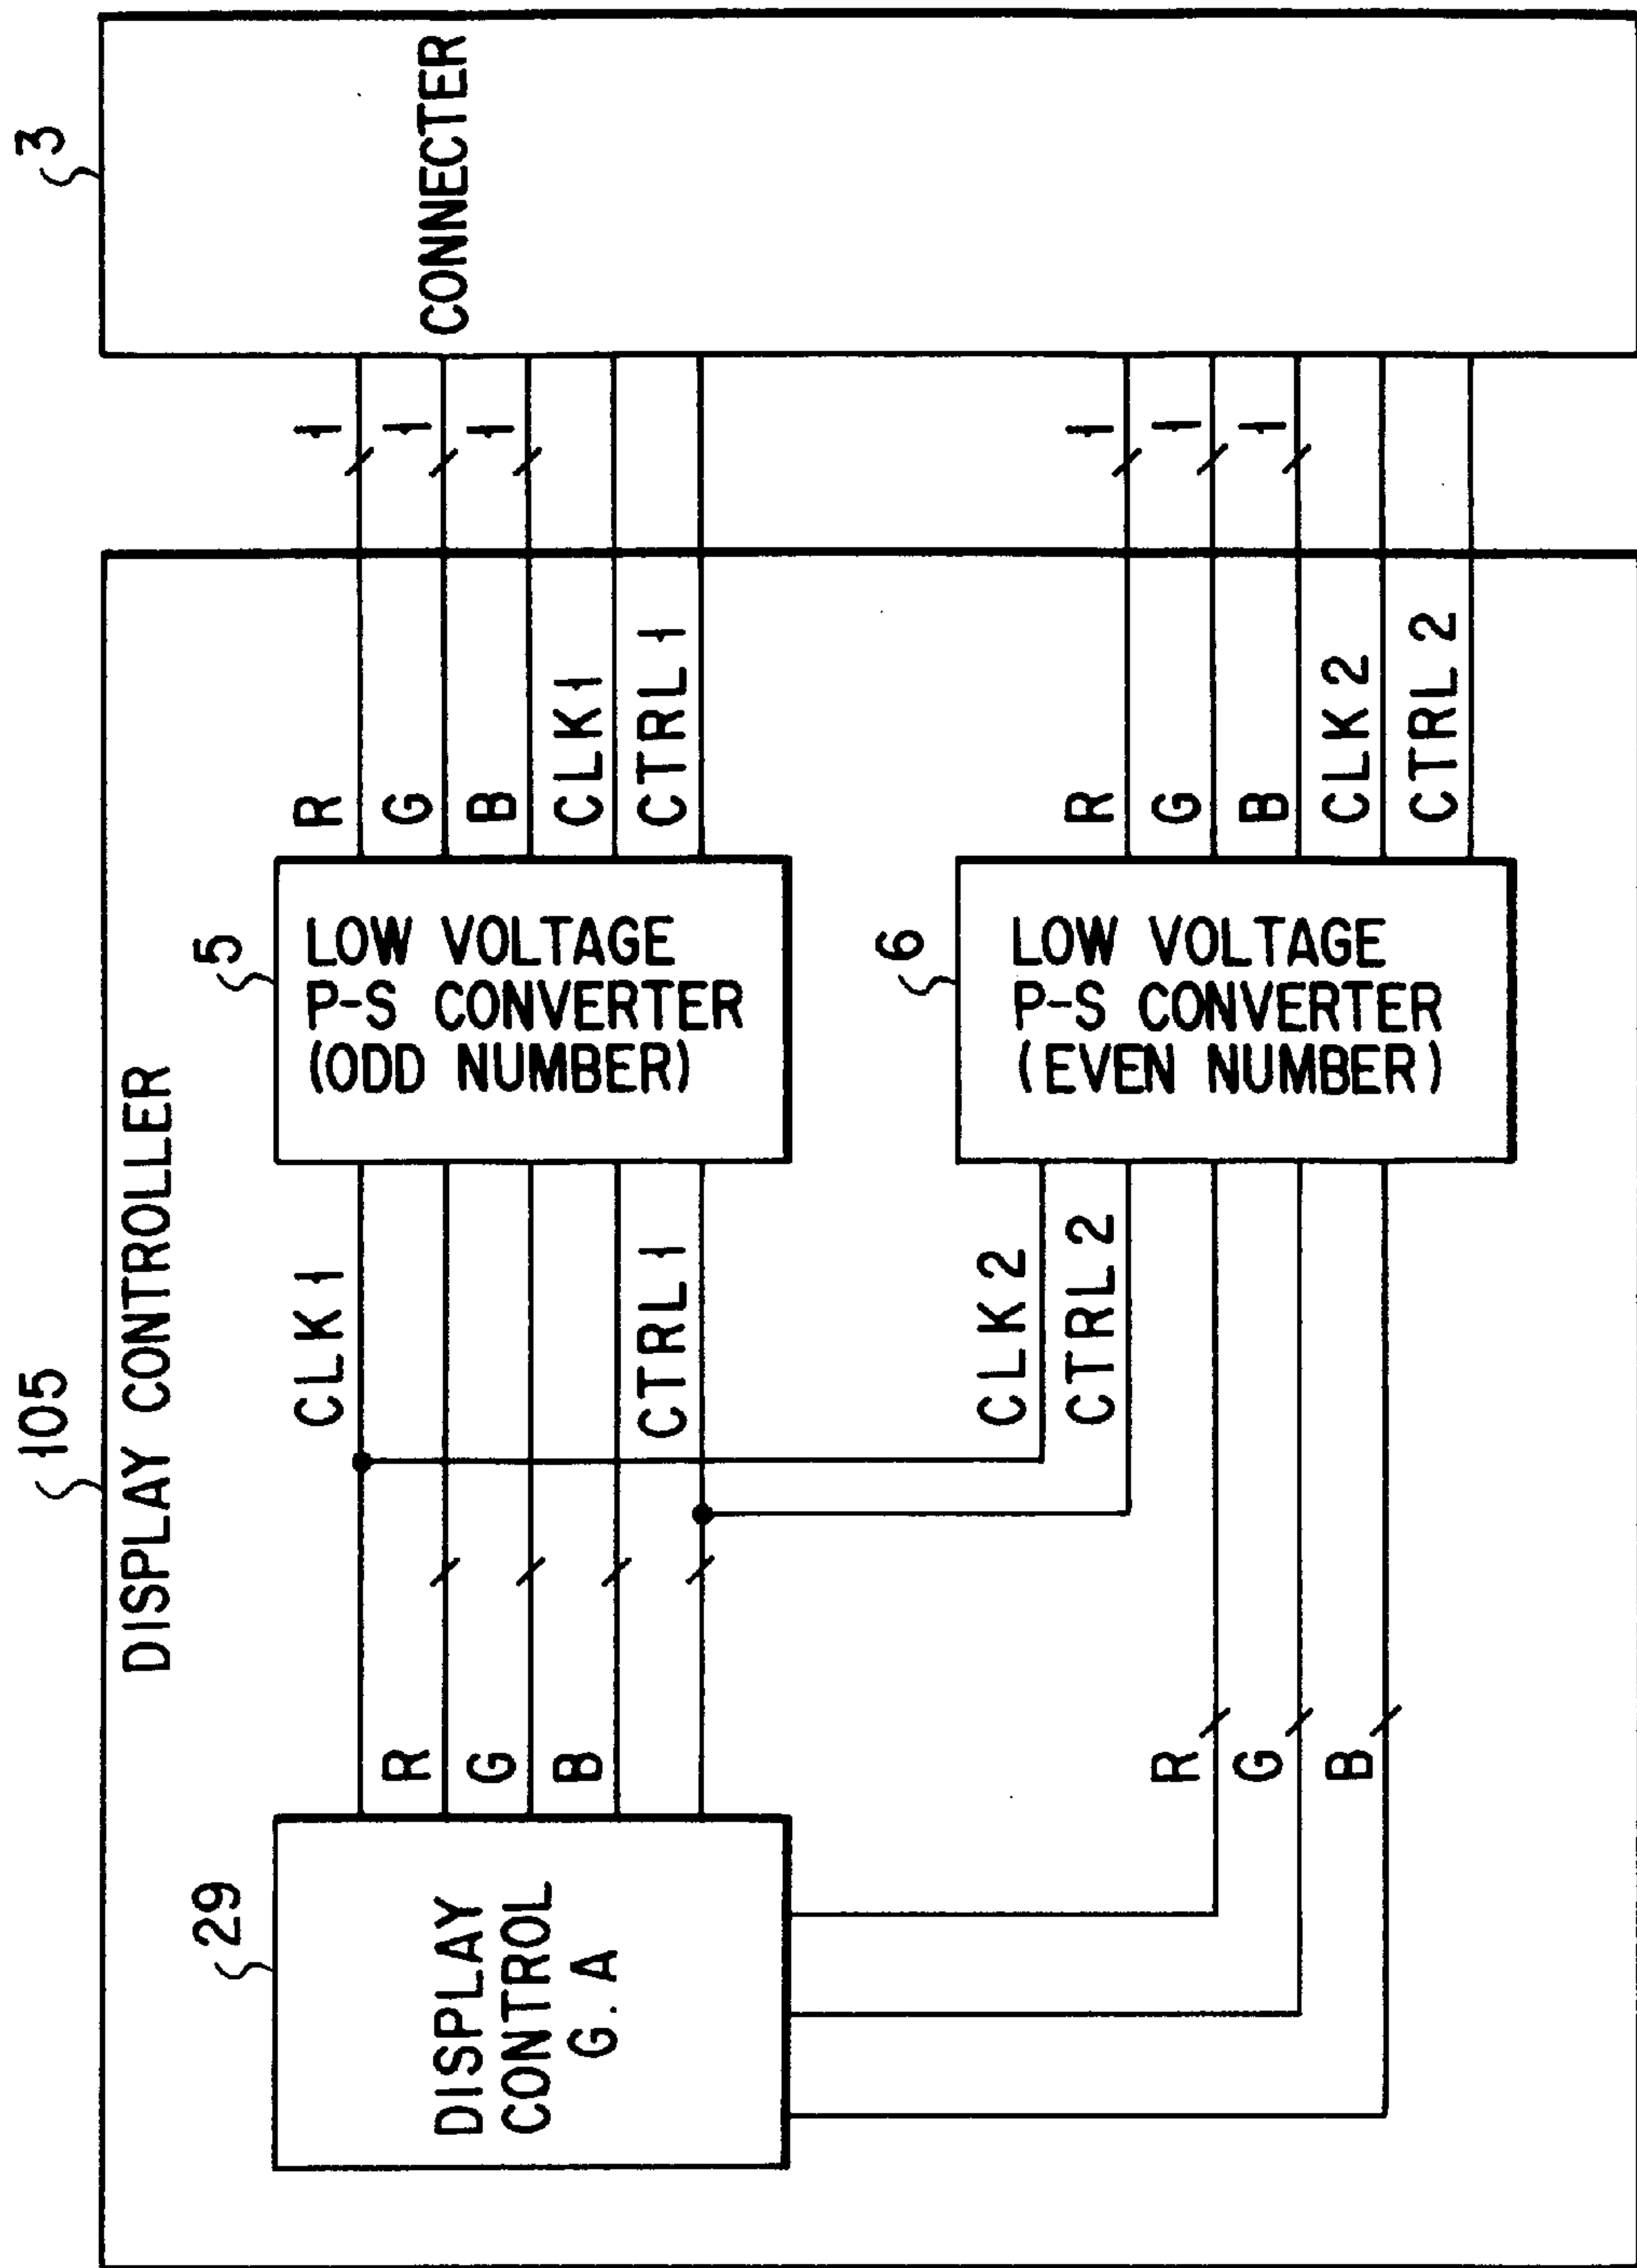 105
DISPLAY CONTROLLER
3
CONNECTER
29
DISPLAY
CONTROL
G. A
CLK1
R
G
B
CTRL1
5
LOW VOLTAGE
P-S CONVERTER
(ODD NUMBER)
R
G
B
CLK1
CTRL1
1
1
1
R
G
B
CLK2
CTRL2
6
LOW VOLTAGE
P-S CONVERTER
(EVEN NUMBER)
R
G
B
CLK2
CTRL2
1
1
1